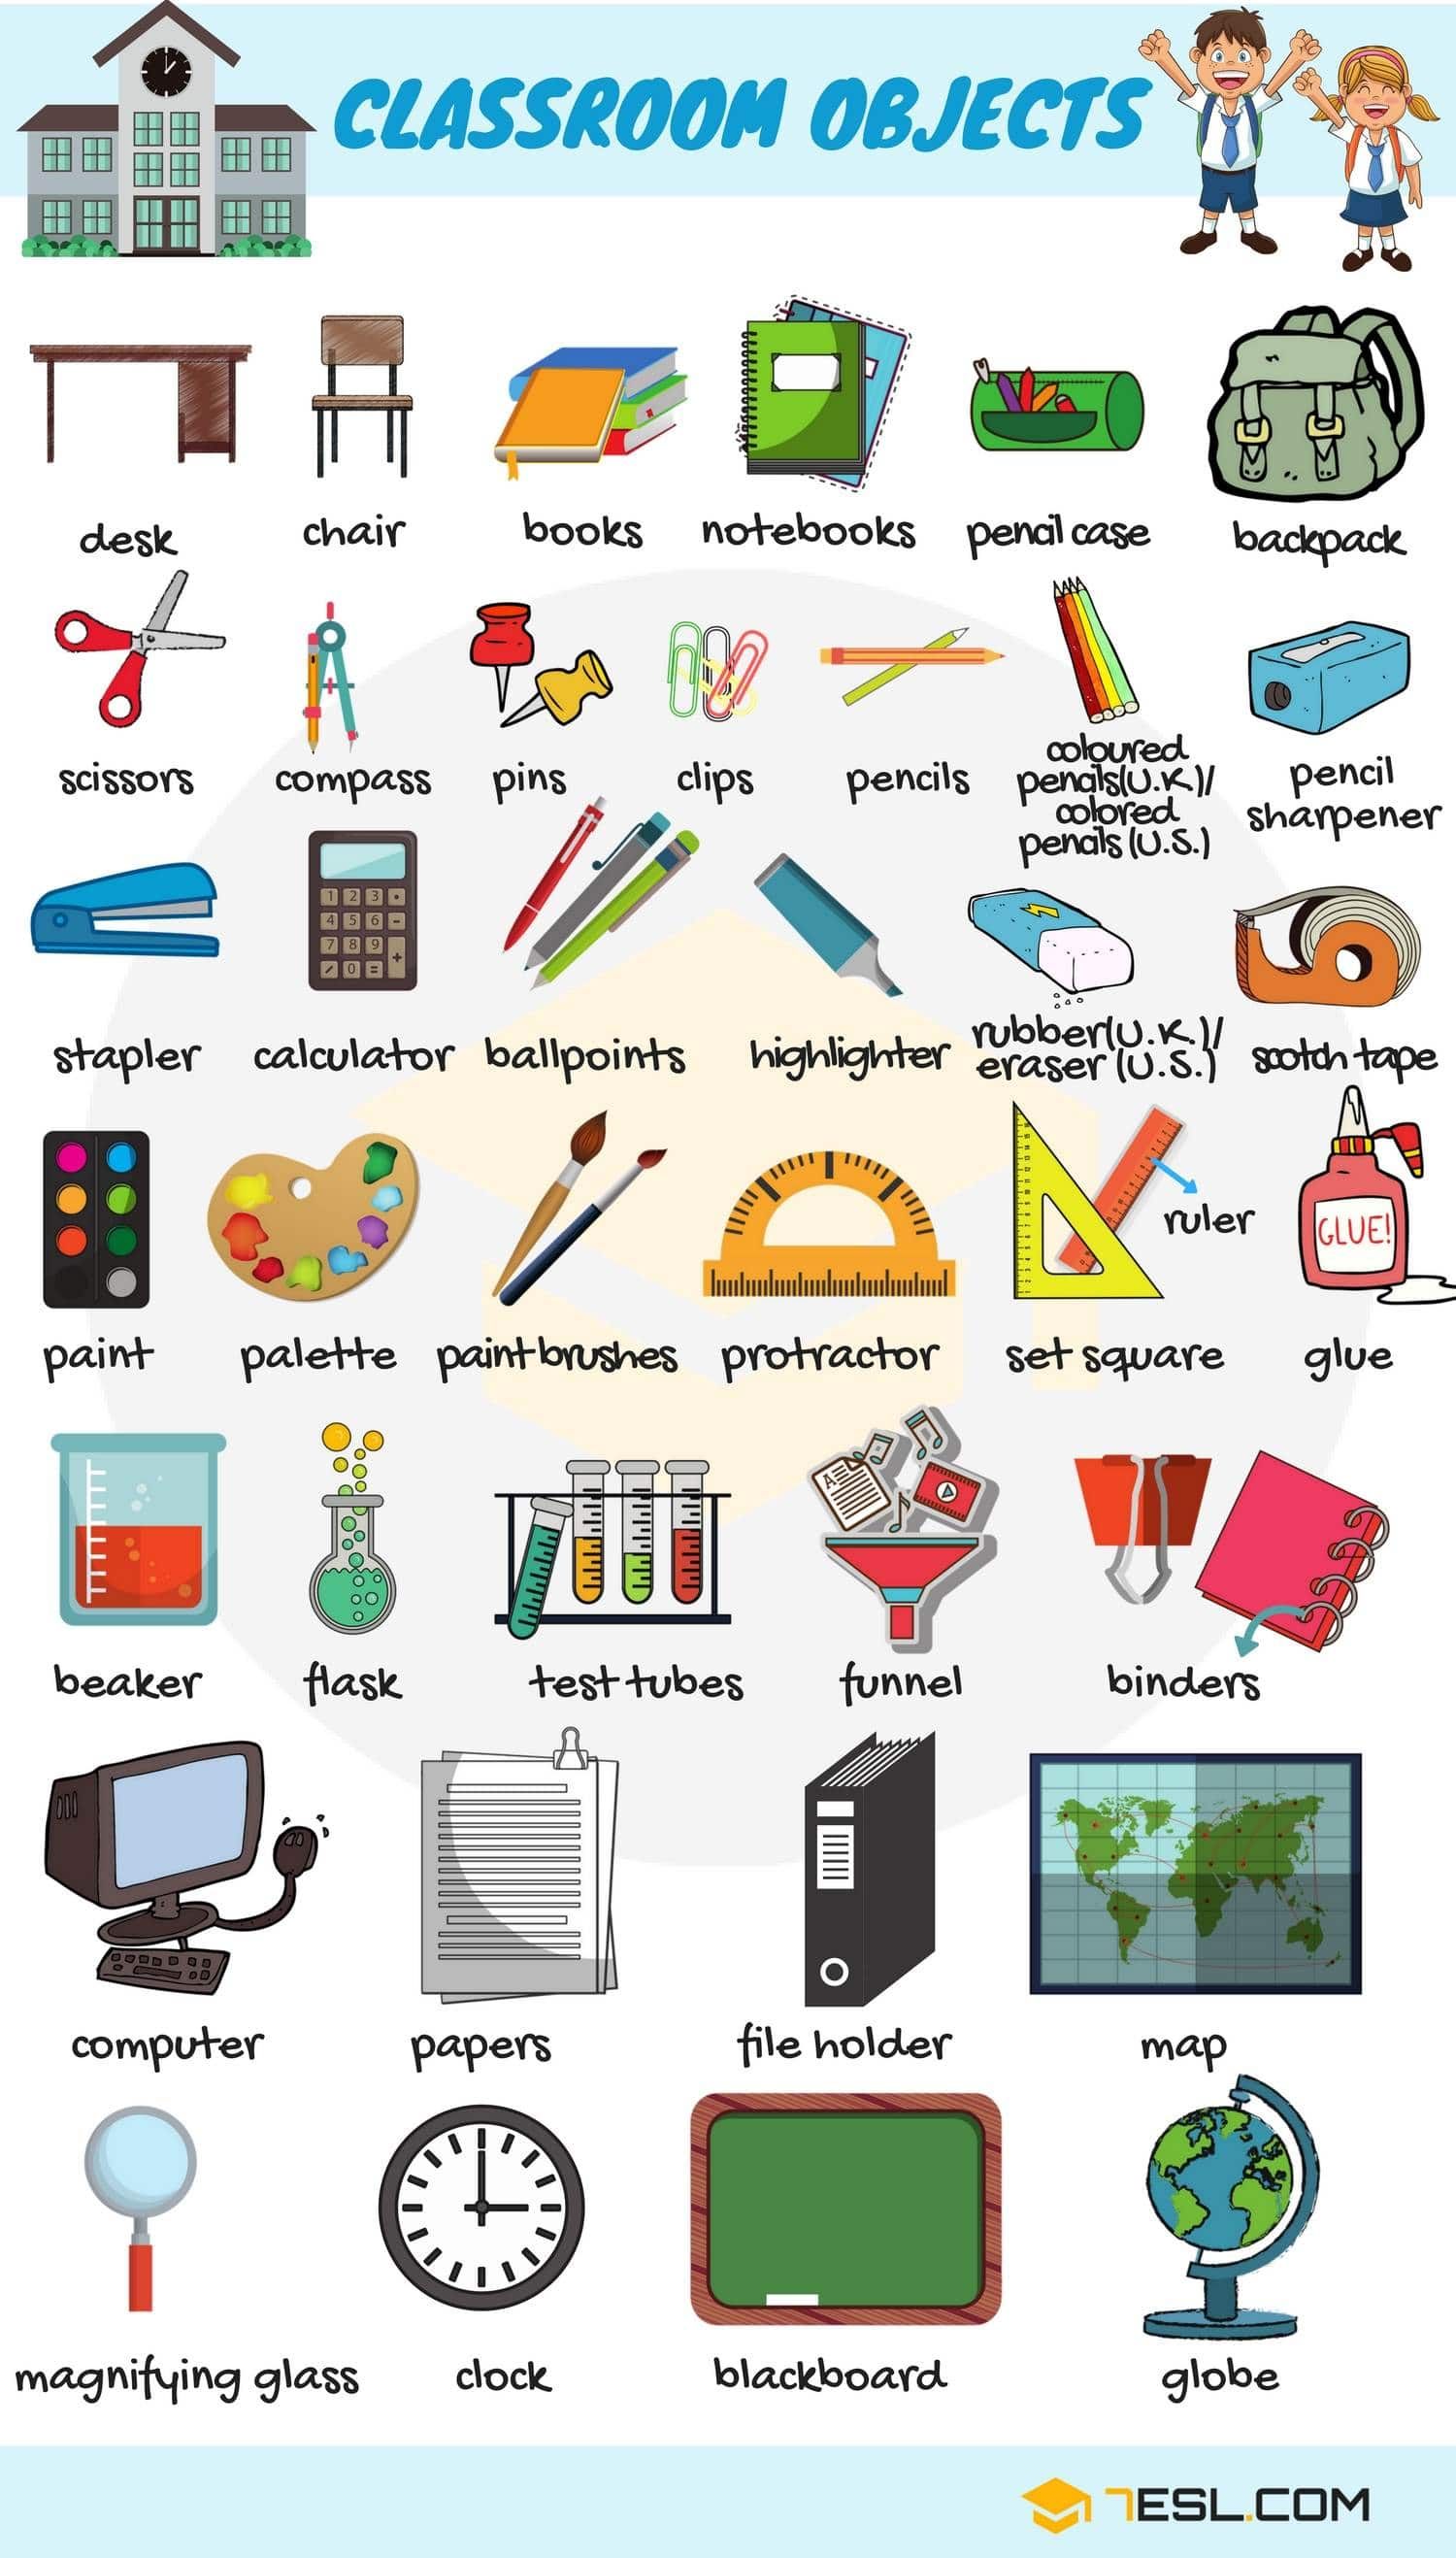 CLASSROOM OBJECTS
desk
chair
books
notebooks
pencil case
backpack
scissors
compass
pins
clips
pencils
coloured
pencils(U.K.)/
colored
pencils (U.S.)
pencil
sharpener
1 2 3
4 5 6 -
7 8 9 +
/ 0 =
stapler
calculator
ballpoints
highlighter
rubber(U.K.)/
eraser (U.S.)
scotch tape
ruler
GLUE!
paint
palette
paint brushes
protractor
set square
glue
A
beaker
flask
test tubes
funnel
binders
computer
papers
file holder
map
magnifying glass
clock
blackboard
globe
7ESL.COM